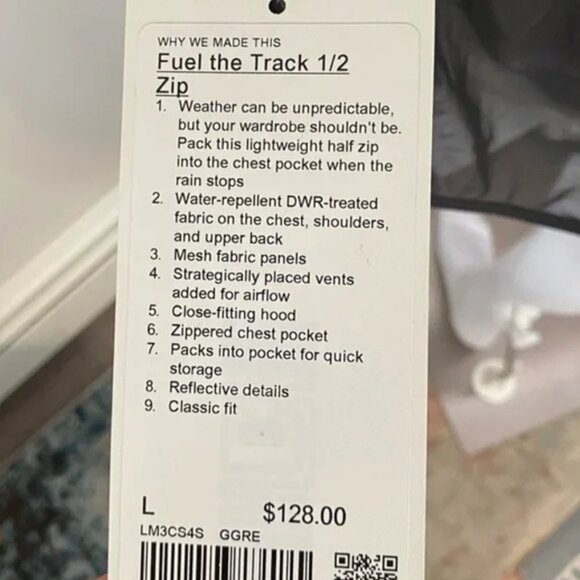 WHY WE MADE THIS
Fuel the Track 1/2
Zip
1. Weather can be unpredictable,
but your wardrobe shouldn't be.
Pack this lightweight half zip
into the chest pocket when the
rain stops
2. Water-repellent DWR-treated
fabric on the chest, shoulders,
and upper back
3. Mesh fabric panels
4. Strategically placed vents
added for airflow
5. Close-fitting hood
6. Zippered chest pocket
7. Packs into pocket for quick
storage
8. Reflective details
9. Classic fit
L $128.00
LM3CS4S GGRE